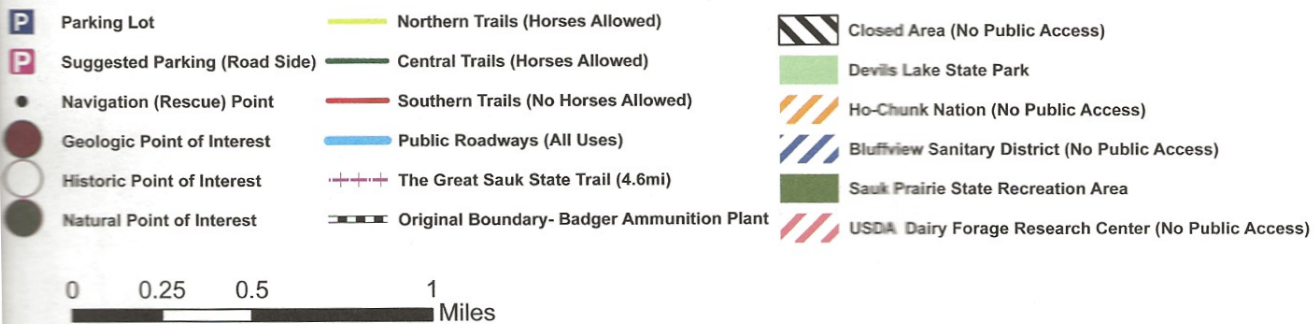 P Parking Lot
P Suggested Parking (Road Side)
Navigation (Rescue) Point
Geologic Point of Interest
Historic Point of Interest
Natural Point of Interest
Northern Trails (Horses Allowed)
Central Trails (Horses Allowed)
Southern Trails (No Horses Allowed)
Public Roadways (All Uses)
The Great Sauk State Trail (4.6mi)
Original Boundary- Badger Ammunition Plant
Closed Area (No Public Access)
Devils Lake State Park
Ho-Chunk Nation (No Public Access)
Bluffview Sanitary District (No Public Access)
Sauk Prairie State Recreation Area
USDA Dairy Forage Research Center (No Public Access)
0 0.25 0.5 1
Miles